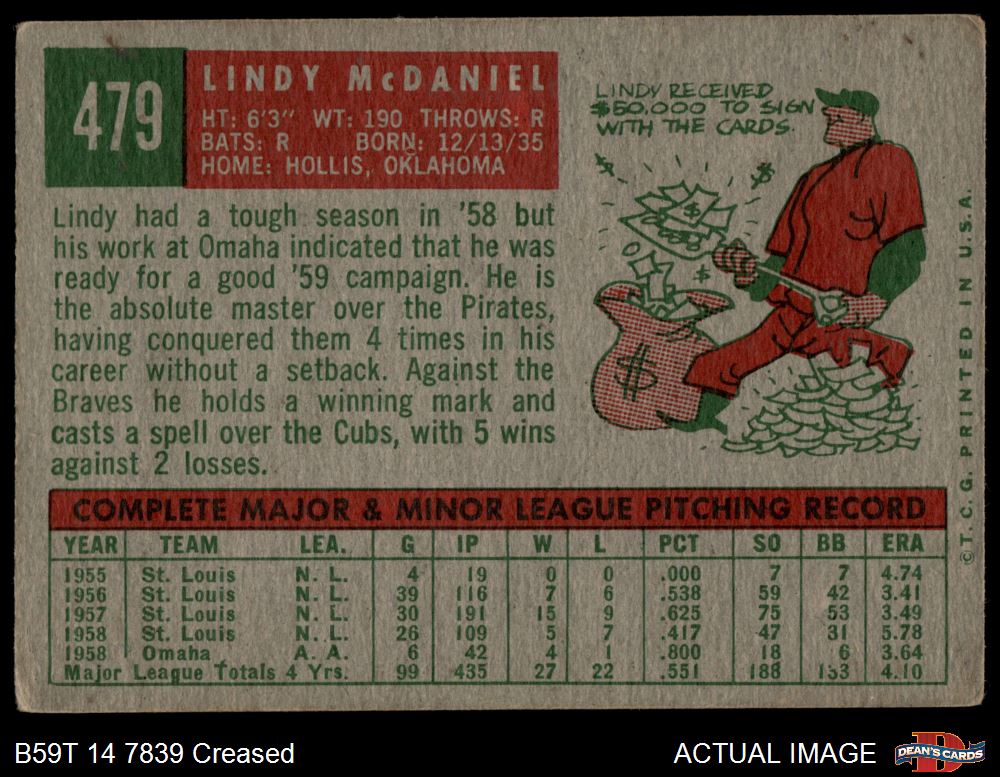 479
LINDY McDANIEL
HT: 6'3" WT: 190 THROWS: R
BATS: R BORN: 12/13/35
HOME: HOLLIS, OKLAHOMA
LINDY RECEIVED
$50,000 TO SIGN
WITH THE CARDS.
Lindy had a tough season in '58 but
his work at Omaha indicated that he was
ready for a good '59 campaign. He is
the absolute master over the Pirates,
having conquered them 4 times in his
career without a setback. Against the
Braves he holds a winning mark and
casts a spell over the Cubs, with 5 wins
against 2 losses.
COMPLETE MAJOR & MINOR LEAGUE PITCHING RECORD
YEAR TEAM LEA. G IP W L PCT SO BB ERA
1955 St. Louis N. L. 4 19 0 0 .000 7 7 4.74
1956 St. Louis N. L. 39 116 7 6 .538 59 42 3.41
1957 St. Louis N. L. 30 191 15 9 .625 75 53 3.49
1958 St. Louis N. L. 26 109 5 7 .417 47 31 5.78
1958 Omaha A. A. 6 42 4 1 .800 18 6 3.64
Major League Totals 4 Yrs. 99 435 27 22 .551 188 133 4.10
©T. C. G. PRINTED IN U.S.A.
B59T 14 7839 Creased
ACTUAL IMAGE
DEAN'S CARDS